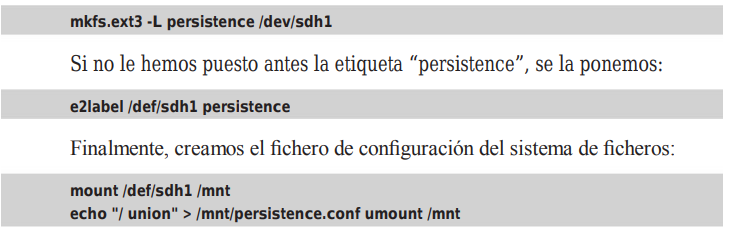 mkfs.ext3 -L persistence /dev/sdh1
Si no le hemos puesto antes la etiqueta “persistence”, se la ponemos:
e2label /def/sdh1 persistence
Finalmente, creamos el fichero de configuración del sistema de ficheros:
mount /def/sdh1 /mnt
echo "/ union" > /mnt/persistence.conf umount /mnt